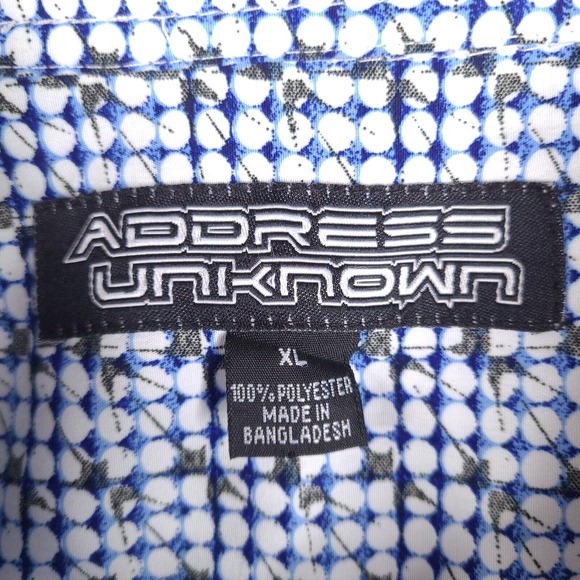 ADDRESS
UNKNOWN
XL
100% POLYESTER
MADE IN
BANGLADESH